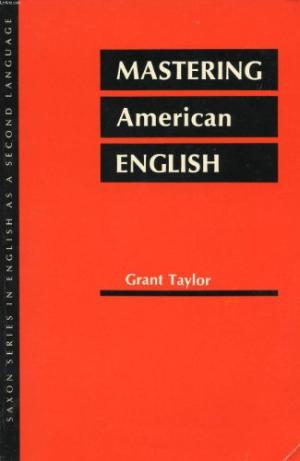 MASTERING
American
ENGLISH
Grant Taylor
SAXON SERIES IN ENGLISH AS A SECOND LANGUAGE